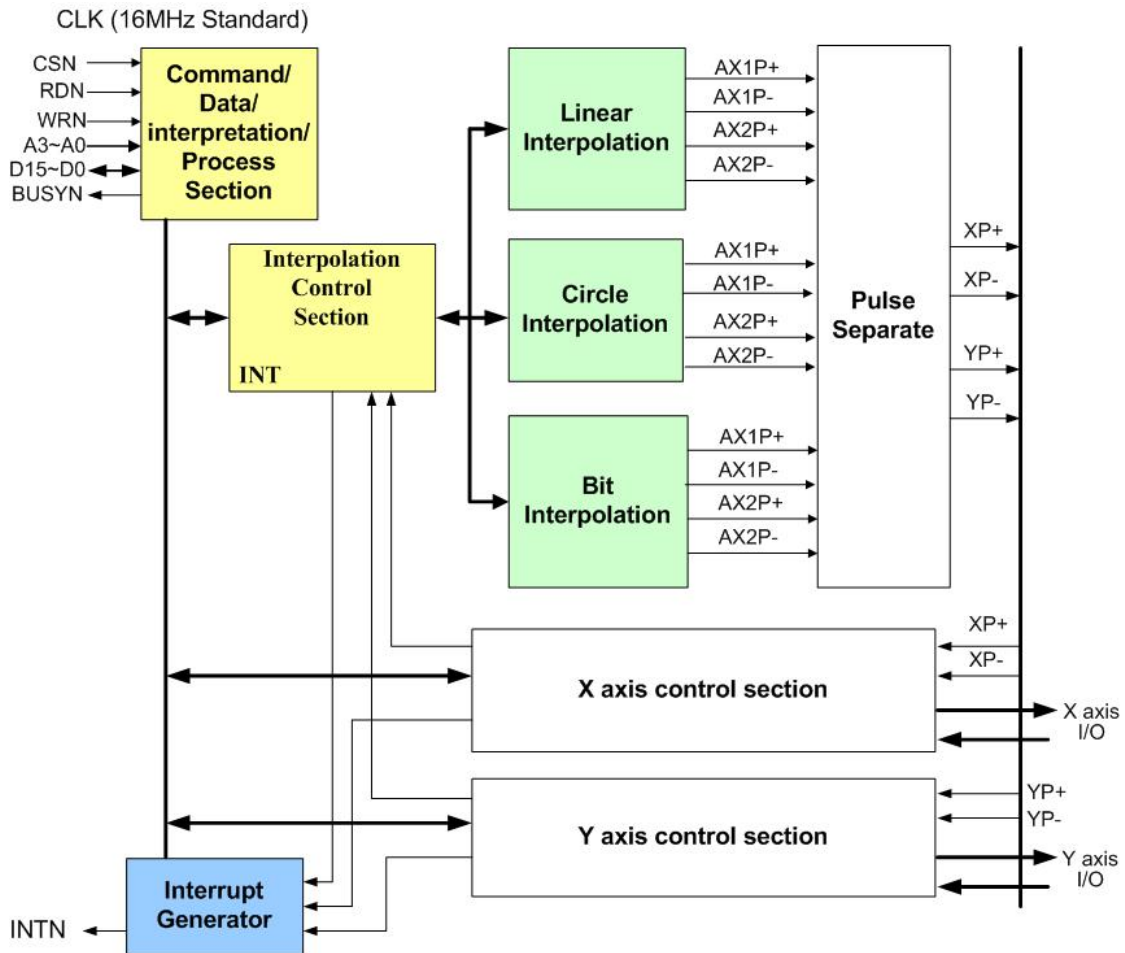 CLK (16MHz Standard)
CSN
RDN
WRN
A3~A0
D15~D0
BUSYN
Command/
Data/
interpretation/
Process
Section
Interpolation
Control
Section
INT
Linear
Interpolation
AX1P+
AX1P-
AX2P+
AX2P-
Circle
Interpolation
AX1P+
AX1P-
AX2P+
AX2P-
Bit
Interpolation
AX1P+
AX1P-
AX2P+
AX2P-
Pulse
Separate
XP+
XP-
YP+
YP-
X axis control section
XP+
XP-
X axis
I/O
Y axis control section
YP+
YP-
Y axis
I/O
Interrupt
Generator
INTN